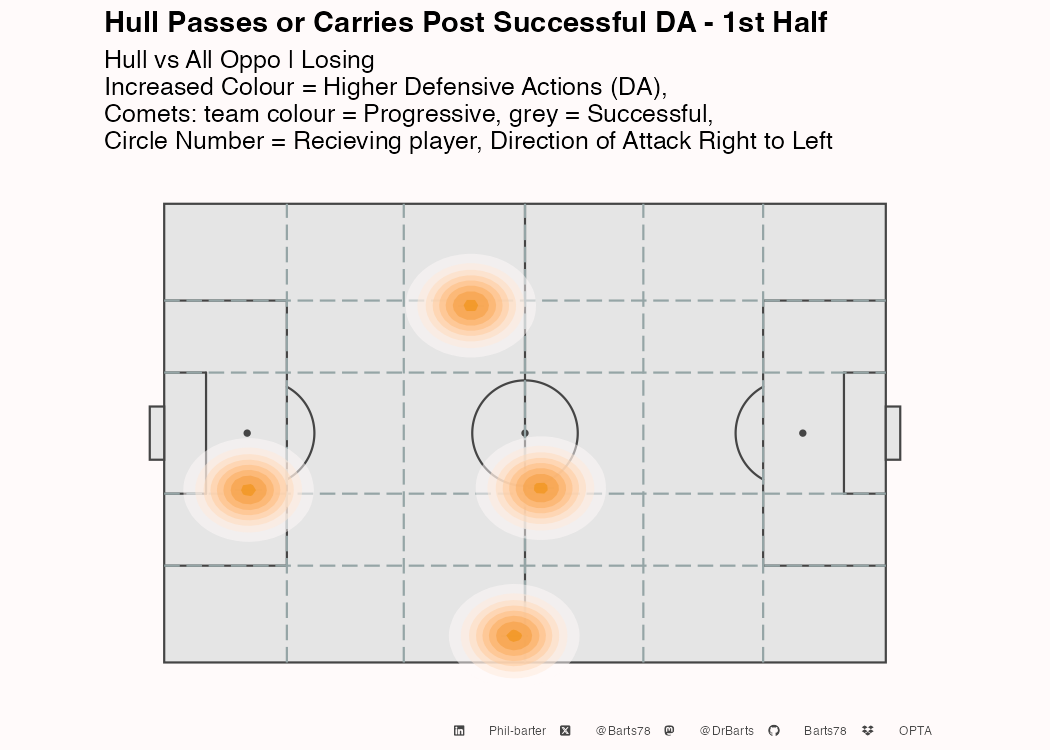 Hull Passes or Carries Post Successful DA - 1st Half
Hull vs All Oppo | Losing
Increased Colour = Higher Defensive Actions (DA),
Comets: team colour = Progressive, grey = Successful,
Circle Number = Recieving player, Direction of Attack Right to Left
Phil-barter @Barts78 @DrBarts Barts78 OPTA